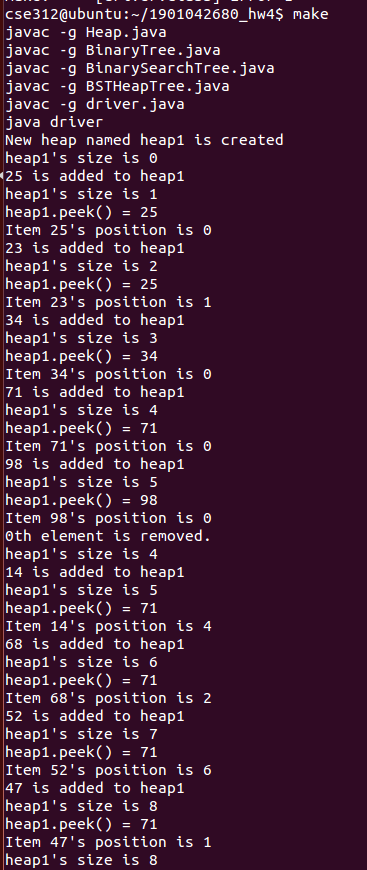 cse312@ubuntu:~/1901042680_hw4$ make
javac -g Heap.java
javac -g BinaryTree.java
javac -g BinarySearchTree.java
javac -g BSTHeapTree.java
javac -g driver.java
java driver
New heap named heap1 is created
heap1's size is 0
25 is added to heap1
heap1's size is 1
heap1.peek() = 25
Item 25's position is 0
23 is added to heap1
heap1's size is 2
heap1.peek() = 25
Item 23's position is 1
34 is added to heap1
heap1's size is 3
heap1.peek() = 34
Item 34's position is 0
71 is added to heap1
heap1's size is 4
heap1.peek() = 71
Item 71's position is 0
98 is added to heap1
heap1's size is 5
heap1.peek() = 98
Item 98's position is 0
0th element is removed.
heap1's size is 4
14 is added to heap1
heap1's size is 5
heap1.peek() = 71
Item 14's position is 4
68 is added to heap1
heap1's size is 6
heap1.peek() = 71
Item 68's position is 2
52 is added to heap1
heap1's size is 7
heap1.peek() = 71
Item 52's position is 6
47 is added to heap1
heap1's size is 8
heap1.peek() = 71
Item 47's position is 1
heap1's size is 8